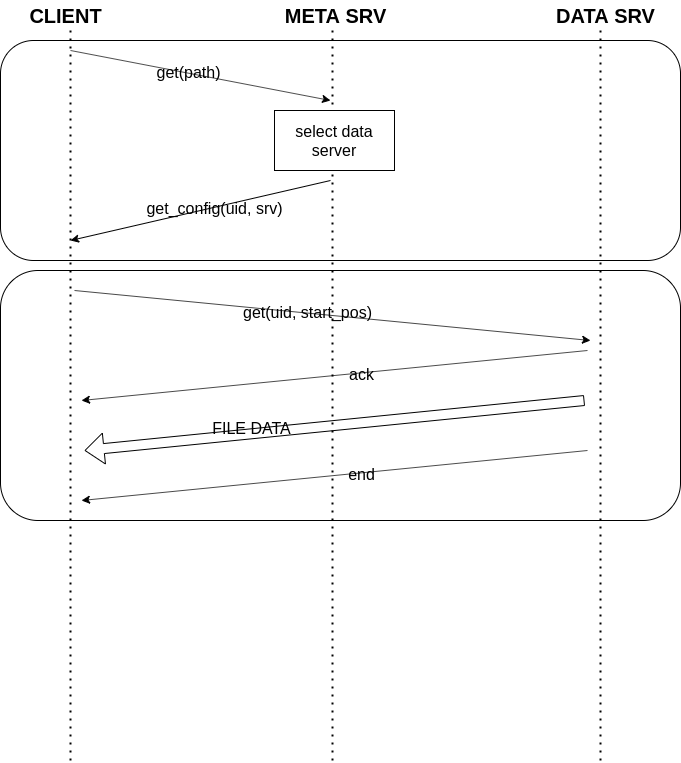 CLIENT
META SRV
DATA SRV
get(path)
select data
server
get_config(uid, srv)
get(uid, start_pos)
ack
FILE DATA
end